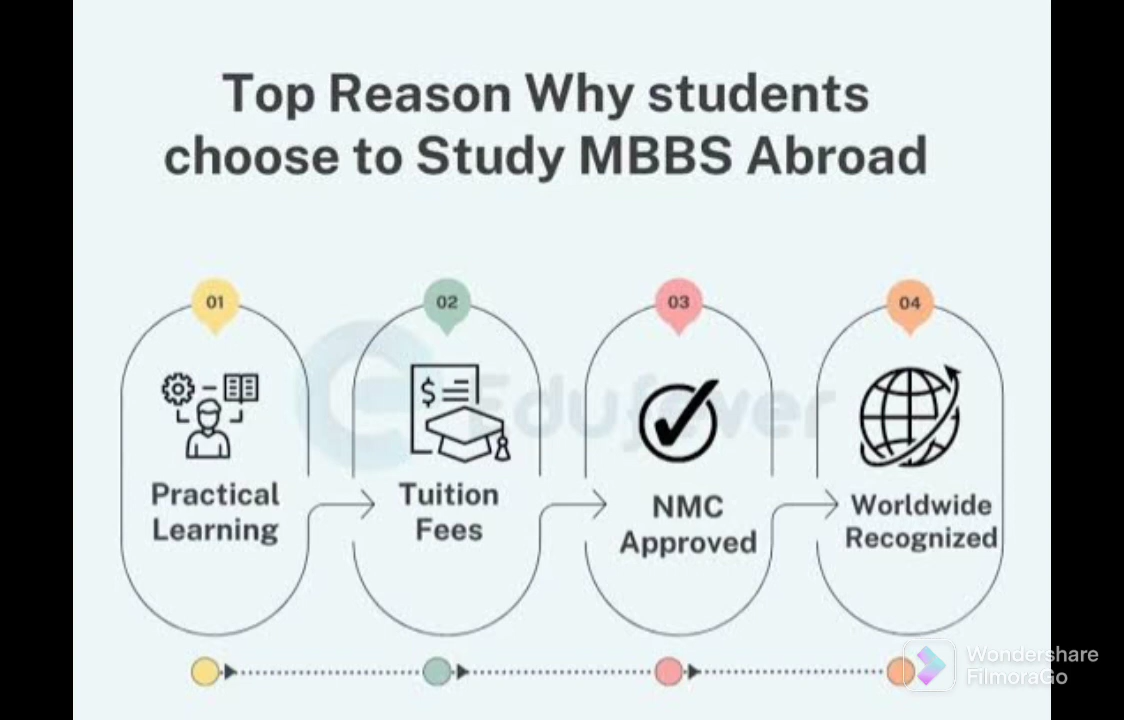 Top Reason Why students
choose to Study MBBS Abroad
01
02
03
04
$
Edufever
Practical
Learning
Tuition
Fees
NMC
Approved
Worldwide
Recognized
Wondershare
FilmoraGo